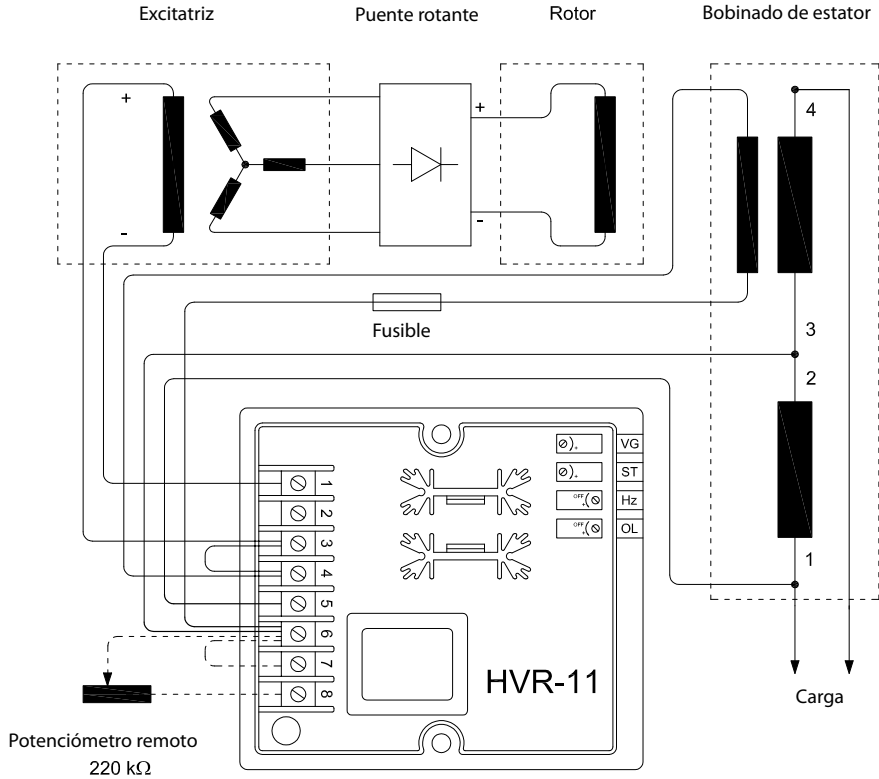 Excitatriz
Puente rotante
Rotor
Bobinado de estator
+
-
+
-
4
3
2
1
Fusible
1
2
3
4
5
6
7
8
VG
ST
OFF
Hz
OFF
OL
HVR-11
Carga
Potenciómetro remoto
220 kΩ